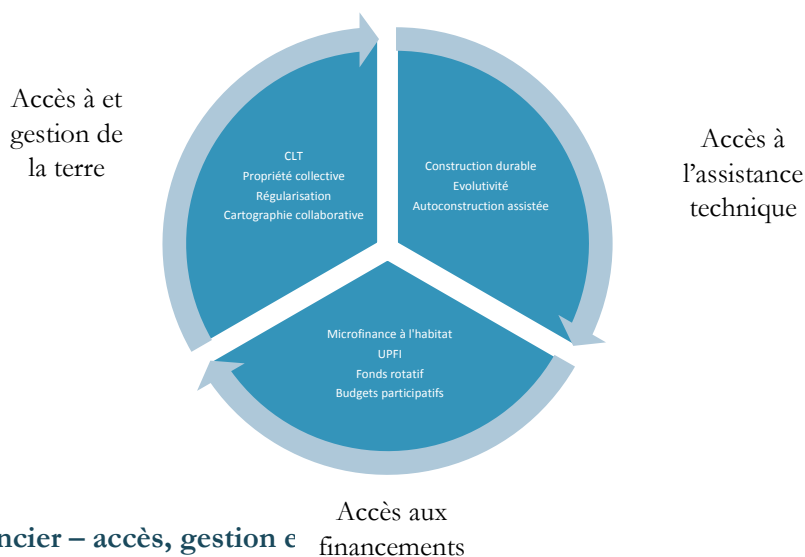 Accès à et
gestion de
la terre
CLT
Propriété collective
Régularisation
Cartographie collaborative
Construction durable
Evolutivité
Autoconstruction assistée
Accès à
l’assistance
technique
Microfinance à l'habitat
UPFI
Fonds rotatif
Budgets participatifs
Accès aux
financements
ncier – accès, gestion e